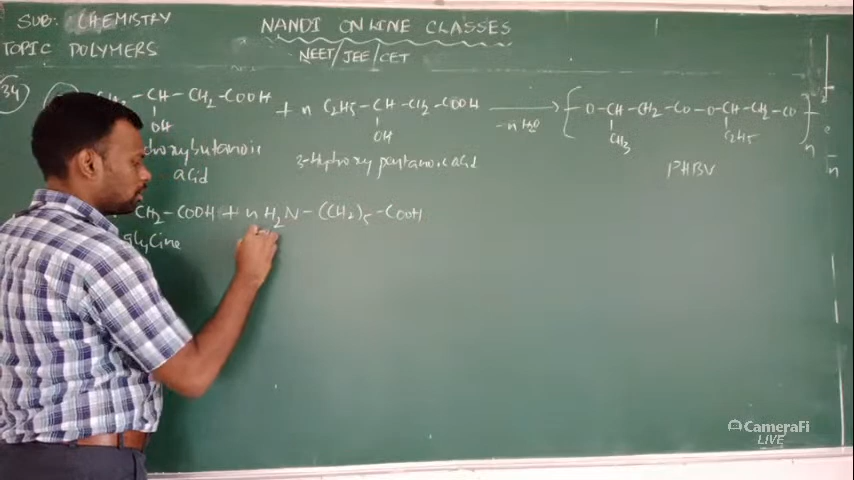 SUB: CHEMISTRY
TOPIC POLYMERS
NANDI ONLINE CLASSES
NEET/JEE/CET
34
- CH - CH2 - COOH + n C2H5 - CH - CH2 - COOH
OH
OH
- n H2O
O - CH - CH2 - CO - O - CH - CH2 - CO
CH3
C2H5
n
droxybutanoic
acid
3-Hydroxy pentanoic acid
PHBV
CH2 - COOH + n H2N - (CH2)5 - COOH
Glycine
CameraFi
LIVE